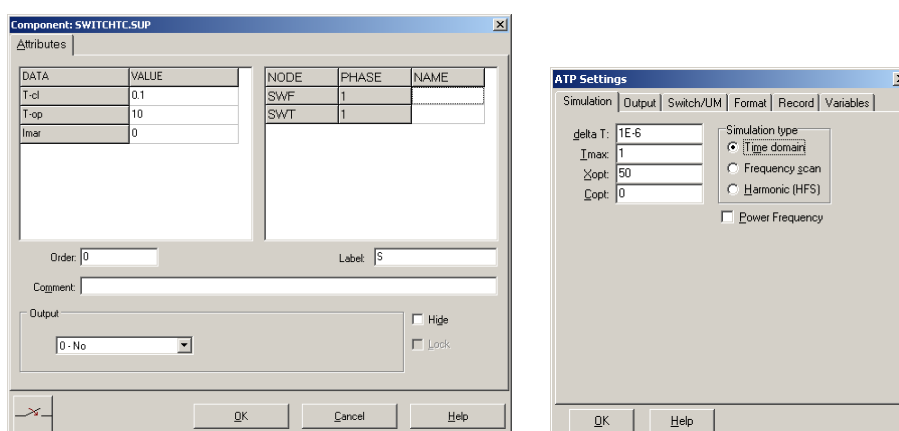 Component: SWITCHTC.SUP
Attributes
DATA VALUE
T-cl 0.1
T-op 10
Imar 0
NODE PHASE NAME
SWF 1
SWT 1
Order: 0
Label: S
Comment:
Output
0 - No
Hide
Lock
OK Cancel Help
ATP Settings
Simulation Output Switch/UM Format Record Variables
delta T: 1E-6
Tmax: 1
Xopt: 50
Copt: 0
Simulation type
Time domain
Frequency scan
Harmonic (HFS)
Power Frequency
OK Help